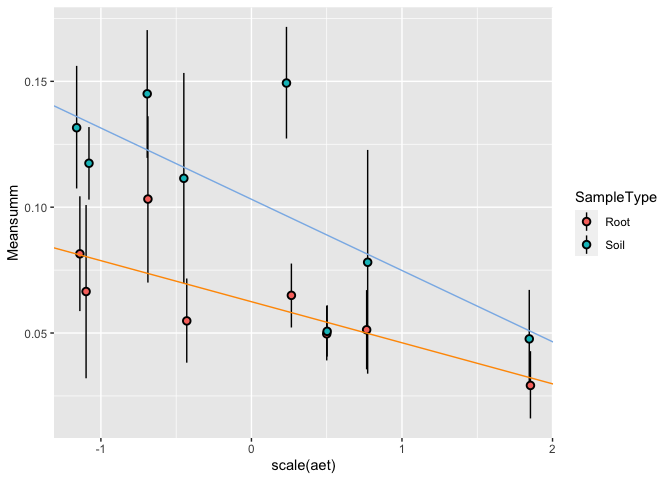 0.15
0.10
0.05
Meansumm
-1
0
1
2
scale(aet)
SampleType
Root
Soil